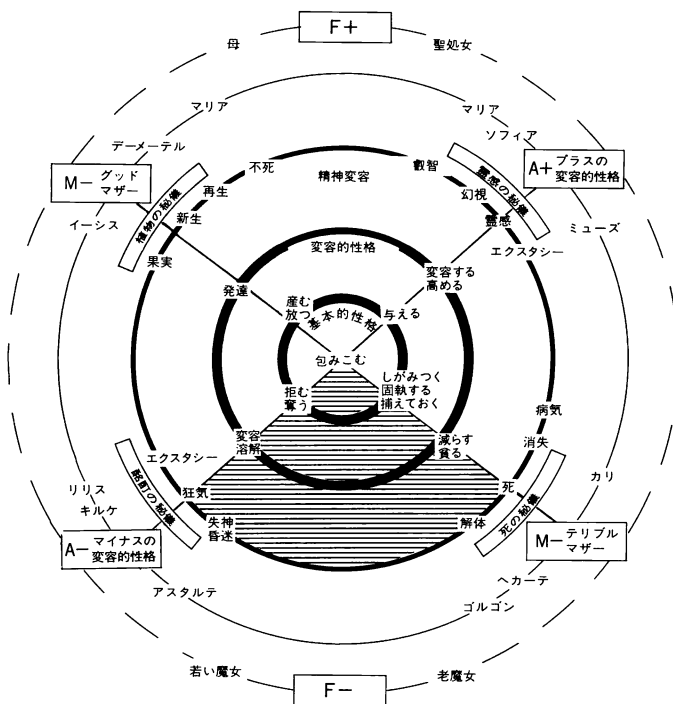 F+
母
聖処女
マリア
マリア
デーメーテル
ソフィア
M−グッド
マザー
A+プラスの
変容的性格
不死
叡智
精神変容
植物の秘儀
霊感の秘儀
再生
幻視
イーシス
新生
霊感
ミューズ
果実
エクスタシー
変容的性格
発達
変容する
高める
産む
放つ
基本的性格
与える
包みこむ
拒む
奪う
しがみつく
固執する
捕えておく
病気
変容
溶解
減らす
貪る
消失
エクスタシー
カリ
リリス
キルケ
酩酊の秘儀
狂気
死
死の秘儀
失神
昏迷
解体
A−マイナスの
変容的性格
M−テリブル
マザー
アスタルテ
ヘカーテ
ゴルゴン
若い魔女
老魔女
F−